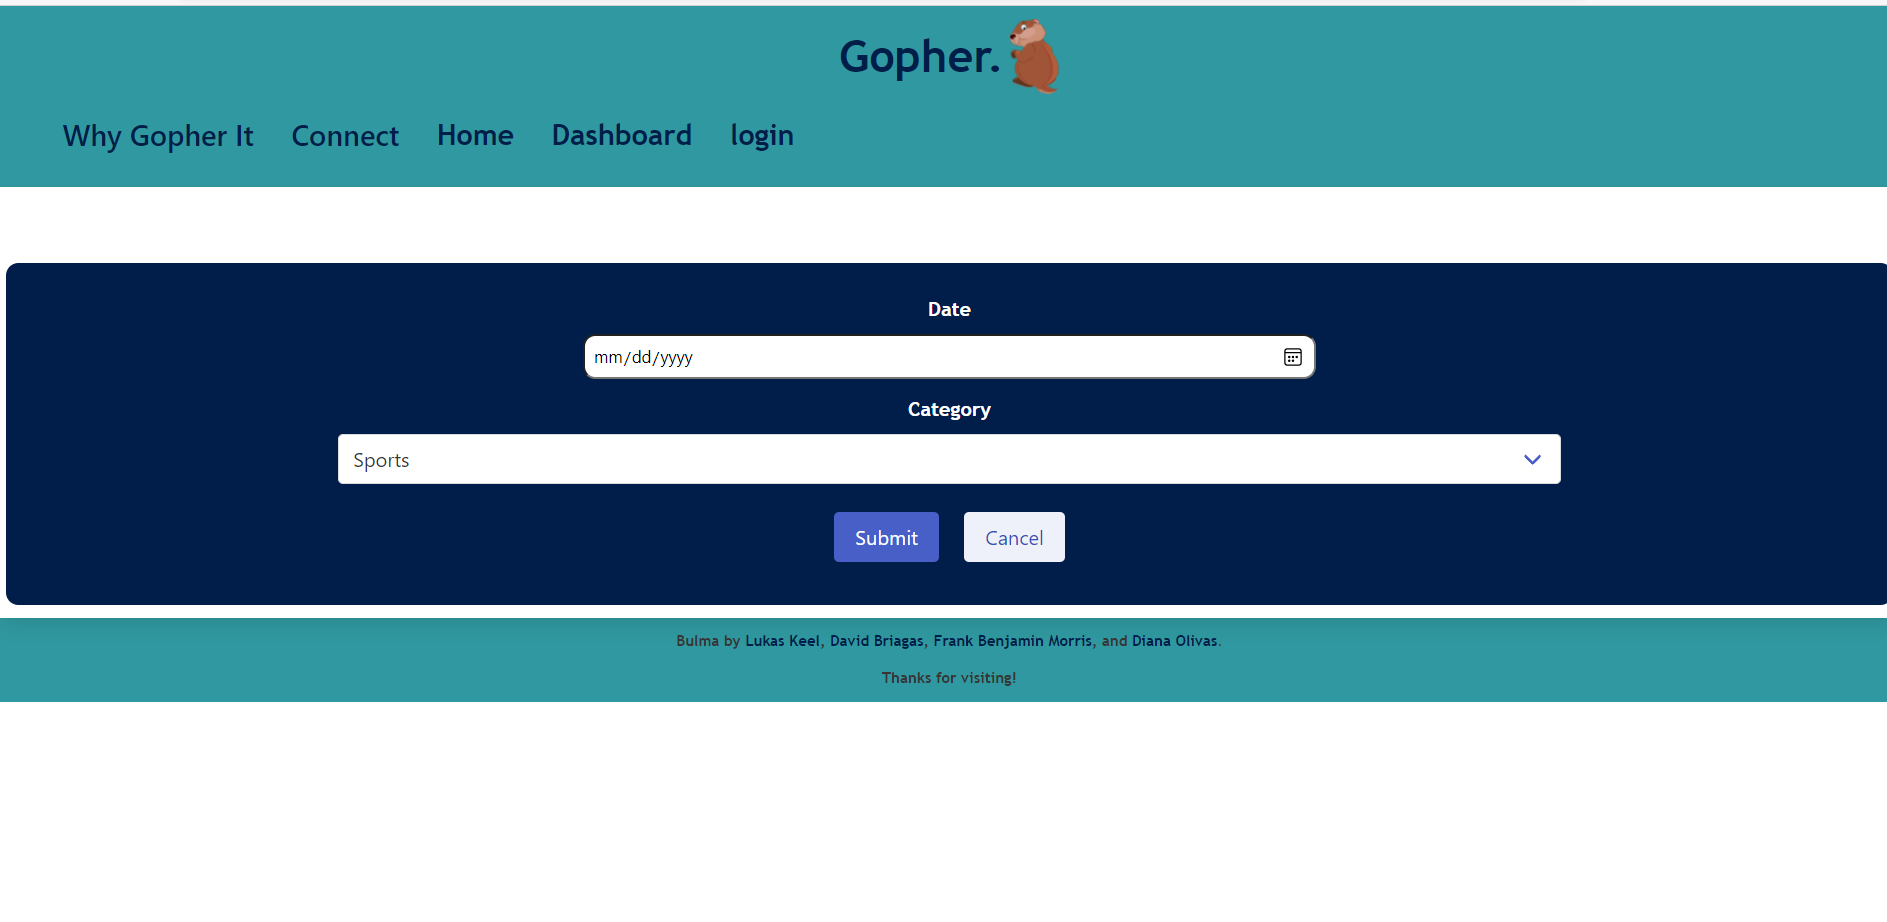 Gopher.
Why Gopher It Connect Home Dashboard login
Date
mm/dd/yyyy
Category
Sports
Submit Cancel
Bulma by Lukas Keel, David Briagas, Frank Benjamin Morris, and Diana Olivas.
Thanks for visiting!